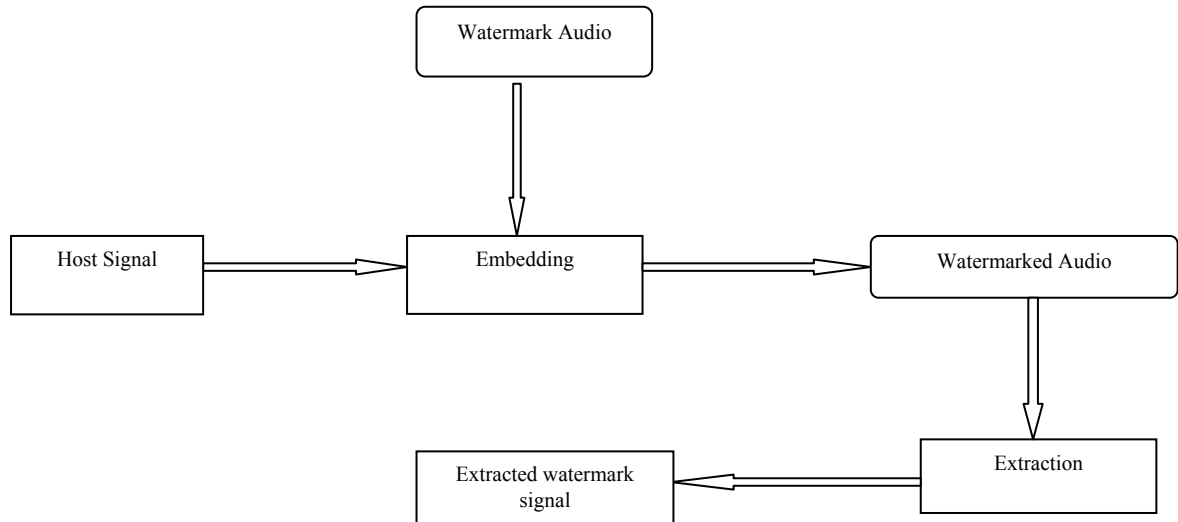 Watermark Audio
Host Signal
Embedding
Watermarked Audio
Extracted watermark
signal
Extraction